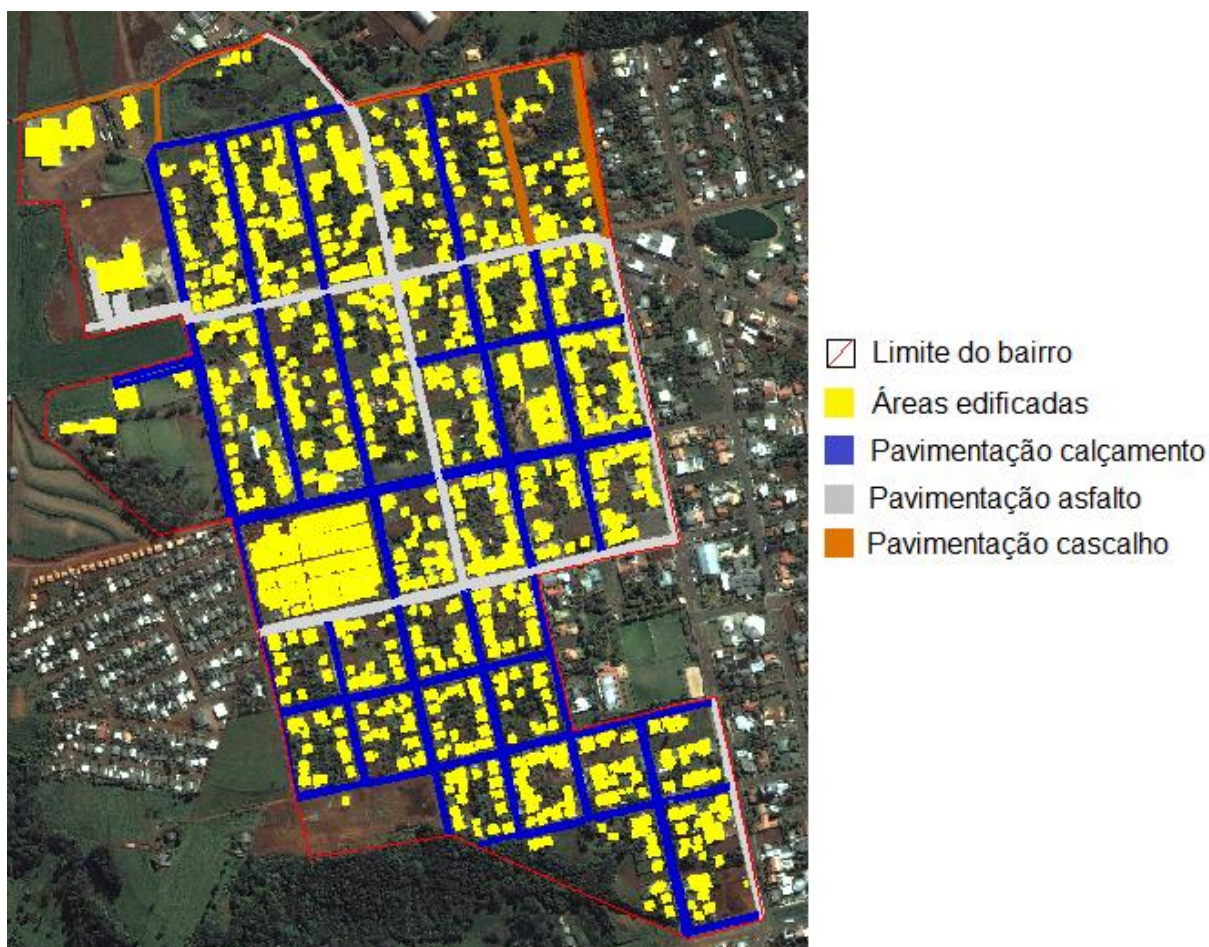 Limite do bairro
Áreas edificadas
Pavimentação calçamento
Pavimentação asfalto
Pavimentação cascalho